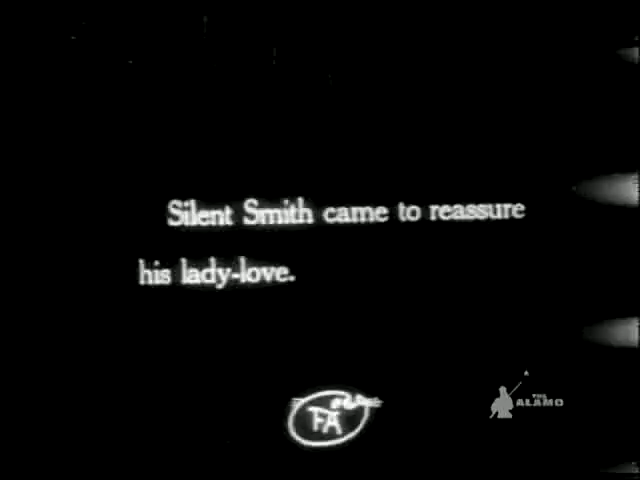 Silent Smith came to reassure
his lady-love.
FA
THE
ALAMO